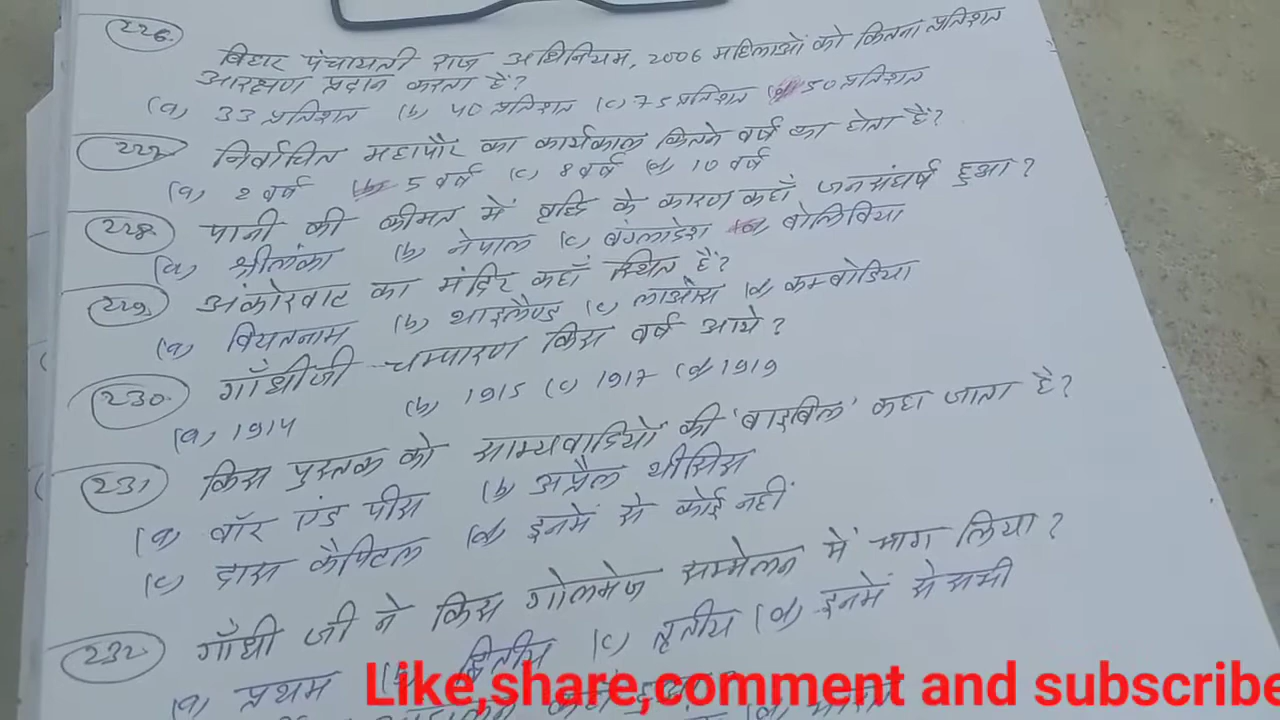 226. बिहार पंचायती राज अधिनियम, 2006 महिलाओं को कितना प्रतिशत
आरक्षण प्रदान करता है?
(a) 33 प्रतिशत (b) 40 प्रतिशत (c) 75 प्रतिशत (d) 50 प्रतिशत
227. निर्वाचित महापौर का कार्यकाल कितने वर्ष का होता है?
(a) 2 वर्ष (b) 5 वर्ष (c) 8 वर्ष (d) 10 वर्ष
228. पानी की कीमत में वृद्धि के कारण कहाँ जनसंघर्ष हुआ?
(a) श्रीलंका (b) नेपाल (c) बंग्लादेश (d) बोलिविया
229. अंकोरवाट का मंदिर कहाँ स्थित है?
(a) वियतनाम (b) थाइलैण्ड (c) लाओस (d) कम्बोडिया
230. गाँधीजी चम्पारण किस वर्ष आये?
(a) 1914 (b) 1915 (c) 1917 (d) 1919
231. किस पुस्तक को साम्यवादियों की 'बाइबिल' कहा जाता है?
(a) वॉर एंड पीस (b) अप्रैल थीसिस
(c) दास कैपिटल (d) इनमें से कोई नहीं
232. गाँधी जी ने किस गोलमेज सम्मेलन में भाग लिया?
(a) प्रथम (b) द्वितीय (c) तृतीय (d) इनमें से सभी
Like,share,comment and subscribe